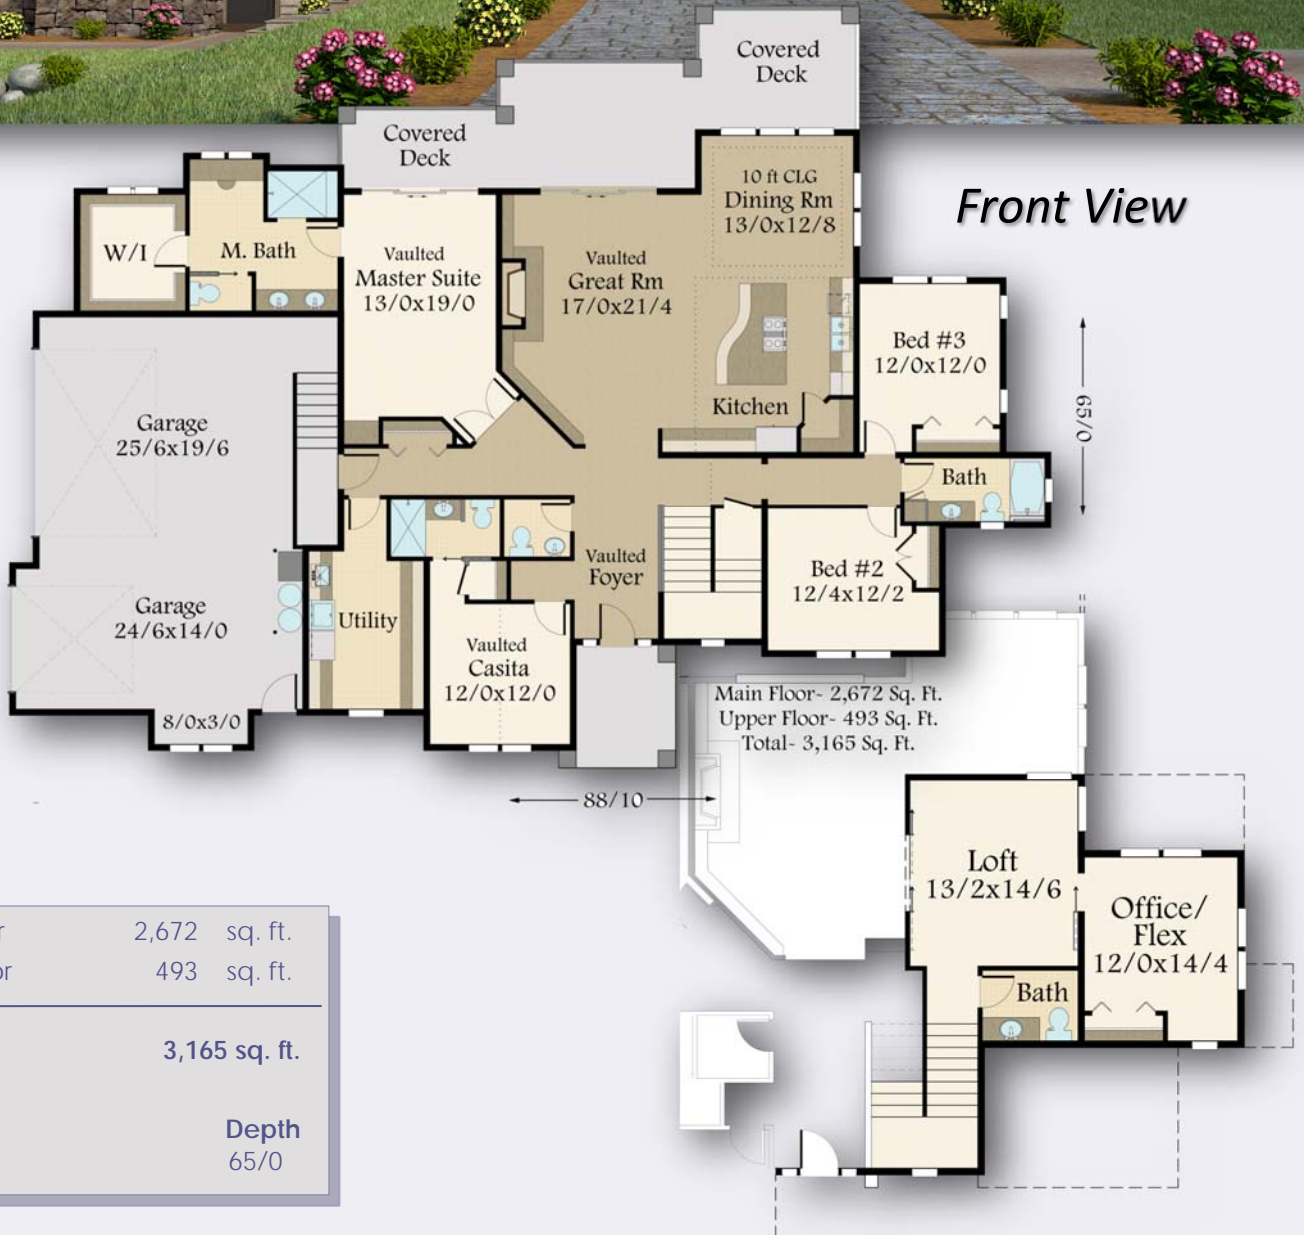 Covered
Deck
Covered
Deck
10 ft CLG
Dining Rm
13/0x12/8
Front View
W/I
M. Bath
Vaulted
Master Suite
13/0x19/0
Vaulted
Great Rm
17/0x21/4
Bed #3
12/0x12/0
65/0
Kitchen
Garage
25/6x19/6
Bath
Vaulted
Foyer
Bed #2
12/4x12/2
Garage
24/6x14/0
Utility
Vaulted
Casita
12/0x12/0
8/0x3/0
Main Floor- 2,672 Sq. Ft.
Upper Floor- 493 Sq. Ft.
Total- 3,165 Sq. Ft.
88/10
Loft
13/2x14/6
Office/
Flex
12/0x14/4
Bath
r 2,672 sq. ft.
or 493 sq. ft.
3,165 sq. ft.
Depth
65/0